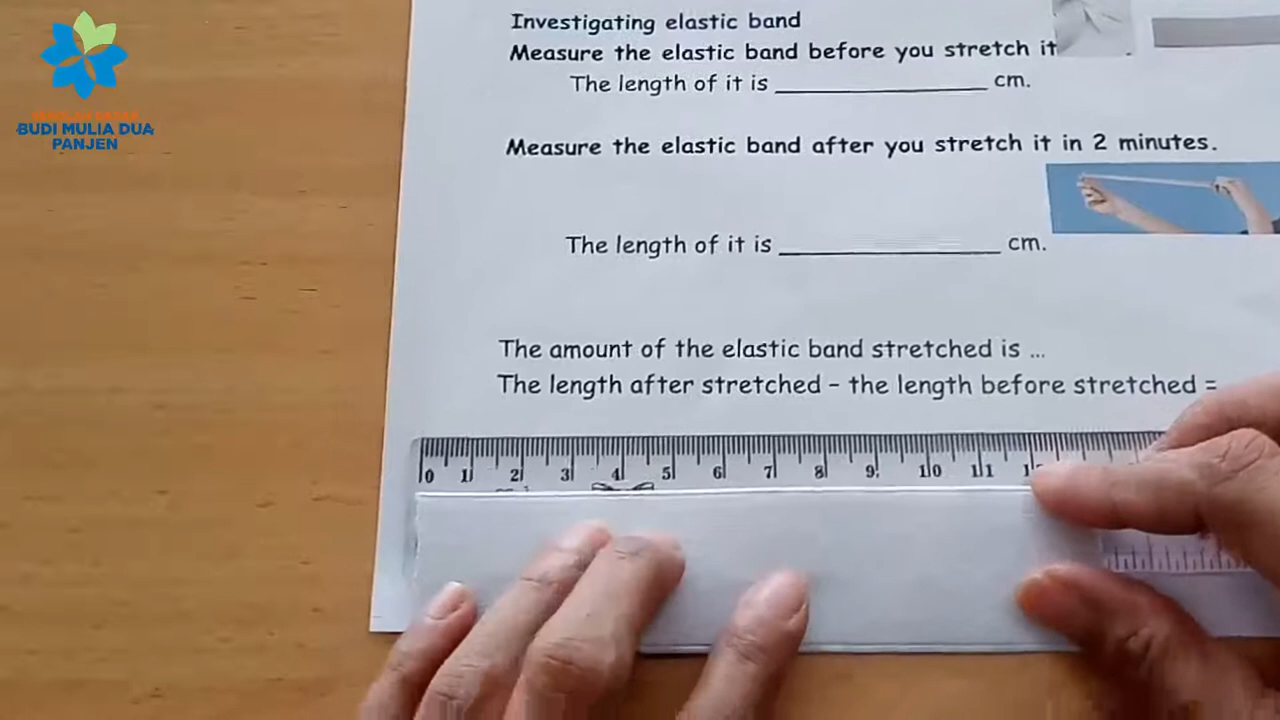 BUDI MULIA DUA
PANJEN
Investigating elastic band
Measure the elastic band before you stretch it
The length of it is ______________ cm.
Measure the elastic band after you stretch it in 2 minutes.
The length of it is ______________ cm.
The amount of the elastic band stretched is ...
The length after stretched – the length before stretched =
0 1 2 3 4 5 6 7 8 9 10 11